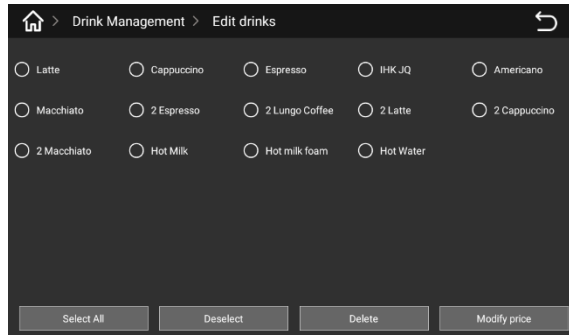 > Drink Management > Edit drinks
Latte Cappuccino Espresso IHK JQ Americano
Macchiato 2 Espresso 2 Lungo Coffee 2 Latte 2 Cappuccino
2 Macchiato Hot Milk Hot milk foam Hot Water
Select All Deselect Delete Modify price